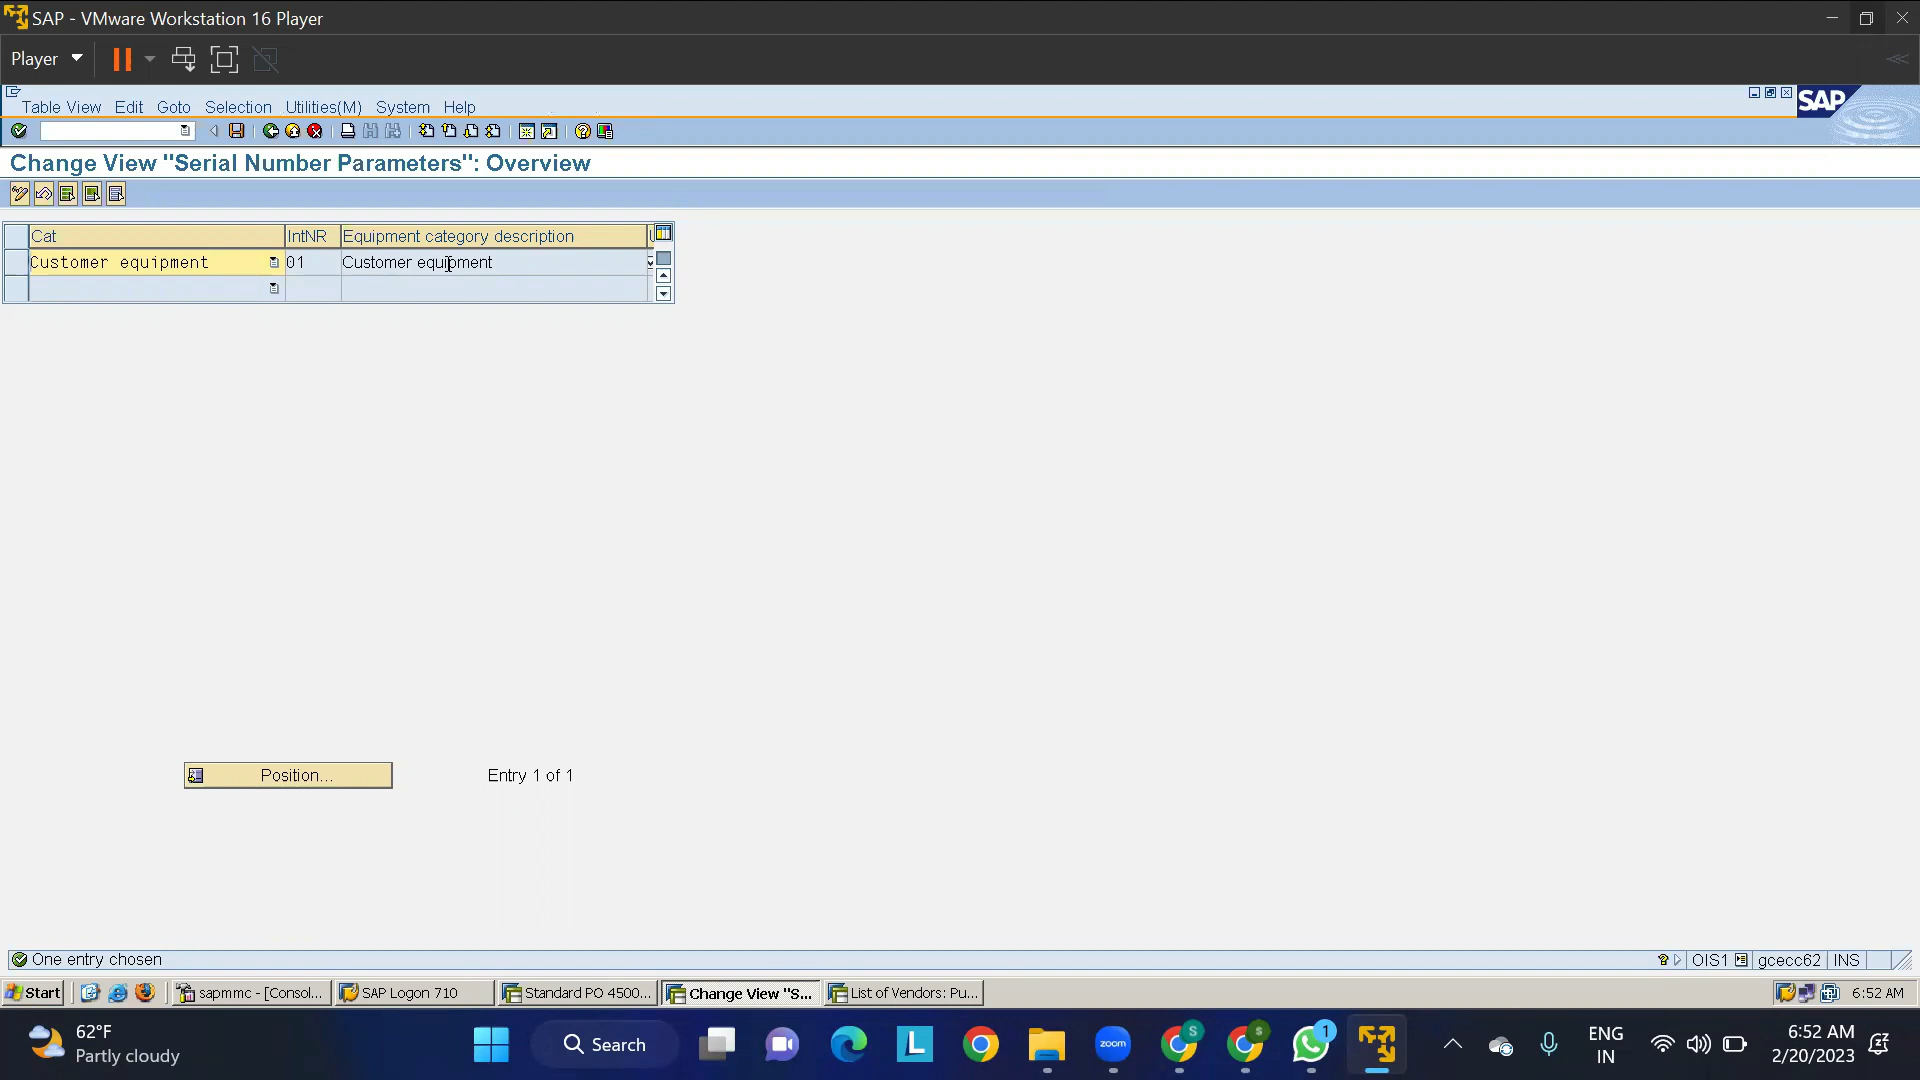 SAP - VMware Workstation 16 Player
Player
Table View Edit Goto Selection Utilities(M) System Help
SAP
Change View "Serial Number Parameters": Overview
Cat IntNR Equipment category description
Customer equipment 01 Customer equipment
Position... Entry 1 of 1
One entry chosen
OIS1 gcecc62 INS
Start sapmmc - [Consol... SAP Logon 710 Standard PO 4500... Change View "S... List of Vendors: Pu... 6:52 AM
62°F
Partly cloudy
Search
L
zoom
S
S
1
ENG
IN
6:52 AM
2/20/2023